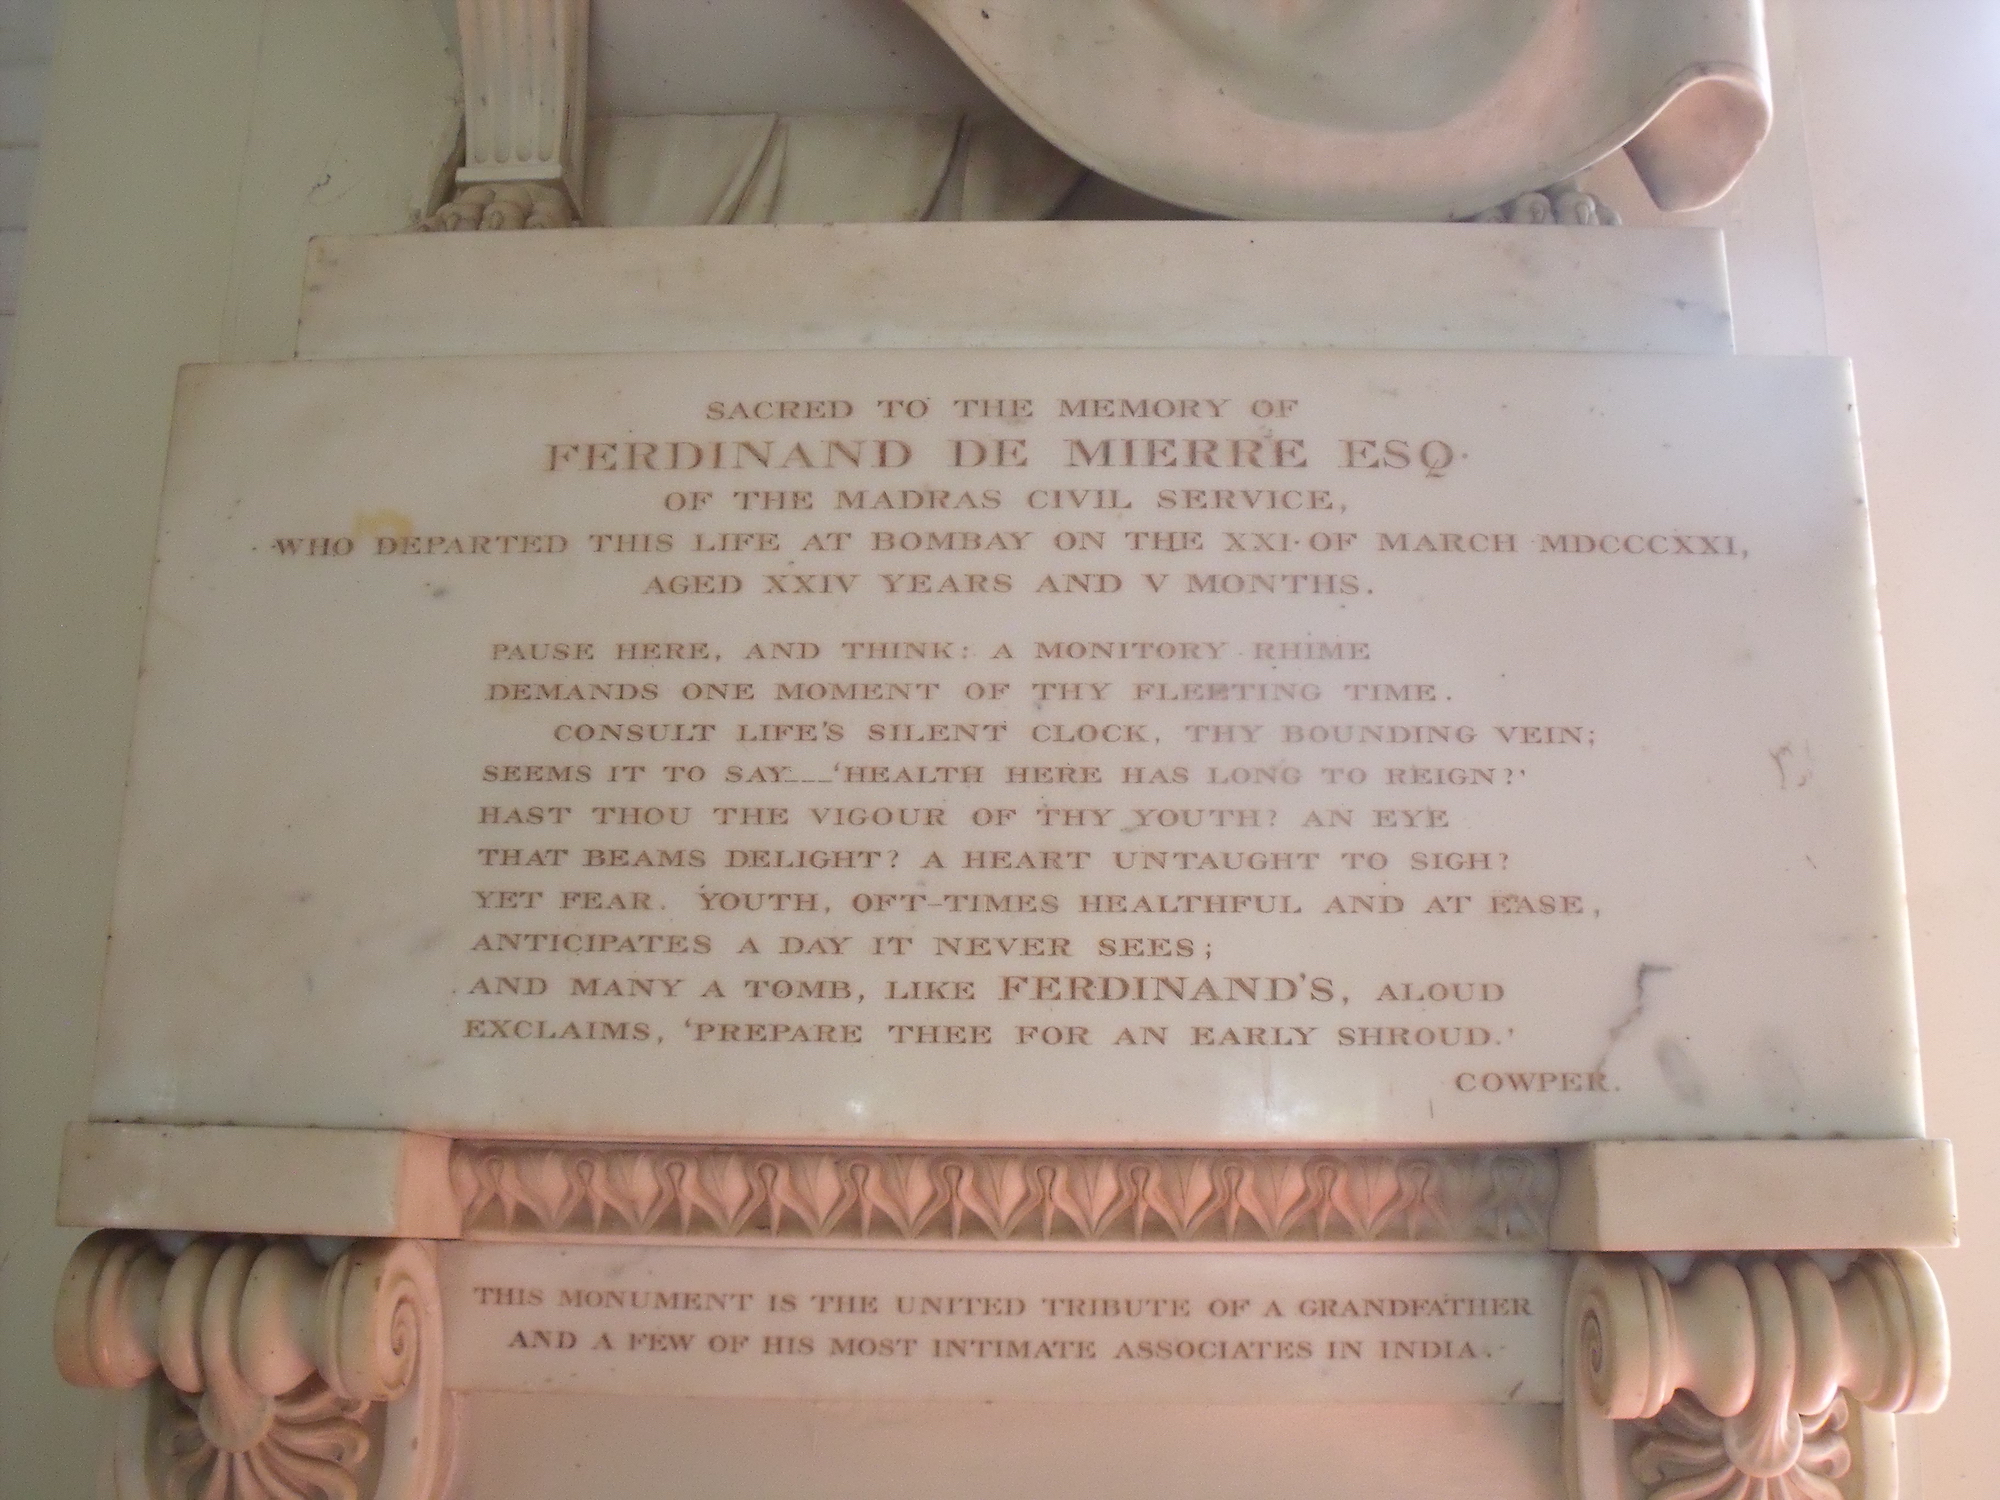 SACRED TO THE MEMORY OF
FERDINAND DE MIERRE ESQ.
OF THE MADRAS CIVIL SERVICE,
WHO DEPARTED THIS LIFE AT BOMBAY ON THE XXI. OF MARCH MDCCCXXI,
AGED XXIV YEARS AND V MONTHS.
PAUSE HERE, AND THINK: A MONITORY RHIME
DEMANDS ONE MOMENT OF THY FLEETING TIME.
CONSULT LIFE'S SILENT CLOCK, THY BOUNDING VEIN;
SEEMS IT TO SAY___'HEALTH HERE HAS LONG TO REIGN?'
HAST THOU THE VIGOUR OF THY YOUTH? AN EYE
THAT BEAMS DELIGHT? A HEART UNTAUGHT TO SIGH?
YET FEAR. YOUTH, OFT-TIMES HEALTHFUL AND AT EASE,
ANTICIPATES A DAY IT NEVER SEES;
AND MANY A TOMB, LIKE FERDINAND'S, ALOUD
EXCLAIMS, 'PREPARE THEE FOR AN EARLY SHROUD.'
COWPER.
THIS MONUMENT IS THE UNITED TRIBUTE OF A GRANDFATHER
AND A FEW OF HIS MOST INTIMATE ASSOCIATES IN INDIA.